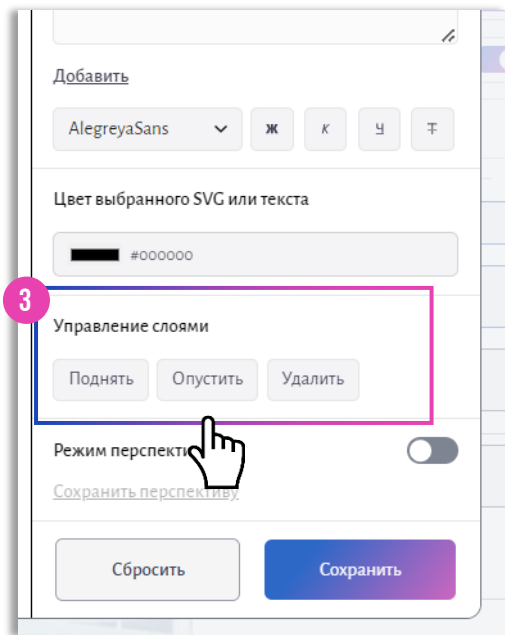 Добавить
AlegreyaSans ж к ч т
Цвет выбранного SVG или текста
#000000
3
Управление слоями
Поднять Опустить Удалить
Режим
Сохранить перспективу
Сбросить Сохранить